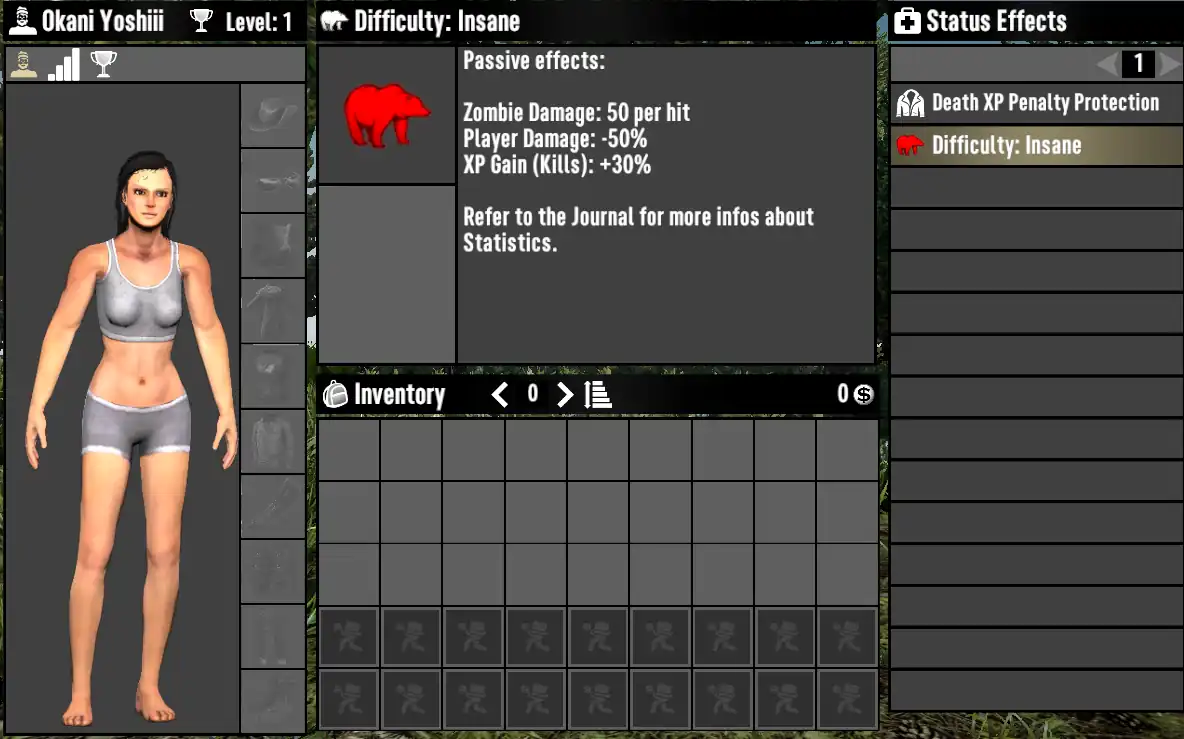 Okani Yoshiii
Level: 1
Difficulty: Insane
Passive effects:
Zombie Damage: 50 per hit
Player Damage: -50%
XP Gain (Kills): +30%
Refer to the Journal for more infos about
Statistics.
Inventory
0
0
Status Effects
1
Death XP Penalty Protection
Difficulty: Insane